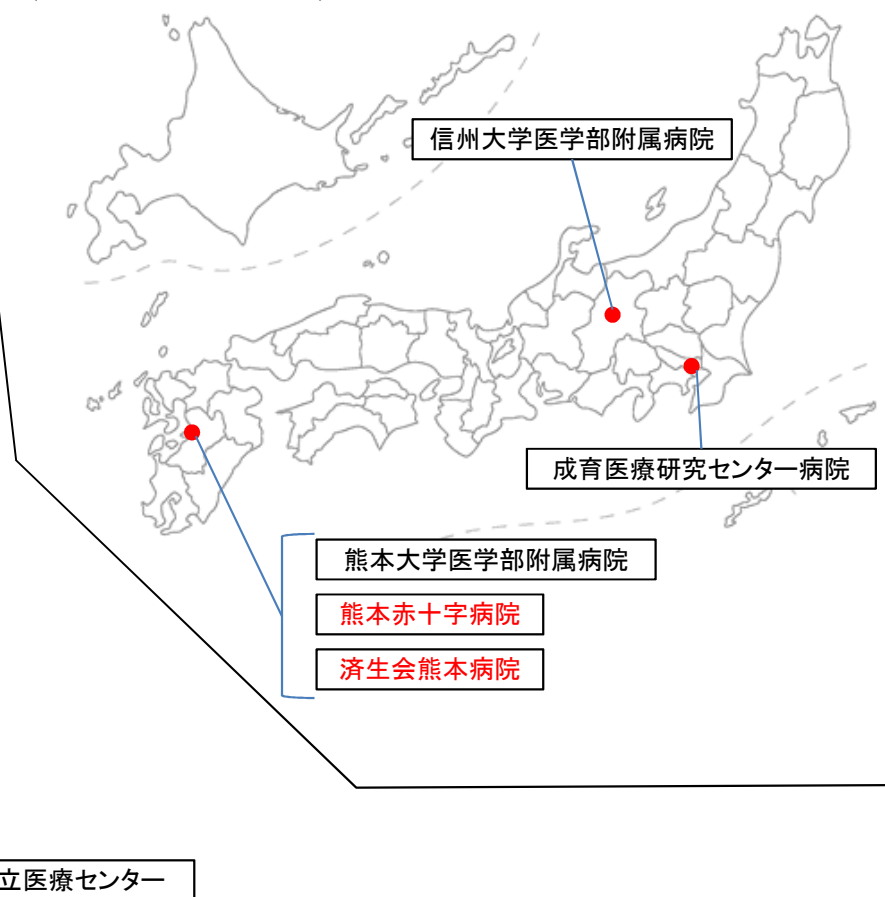 信州大学医学部附属病院
成育医療研究センター病院
熊本大学医学部附属病院
熊本赤十字病院
済生会熊本病院
立医療センター